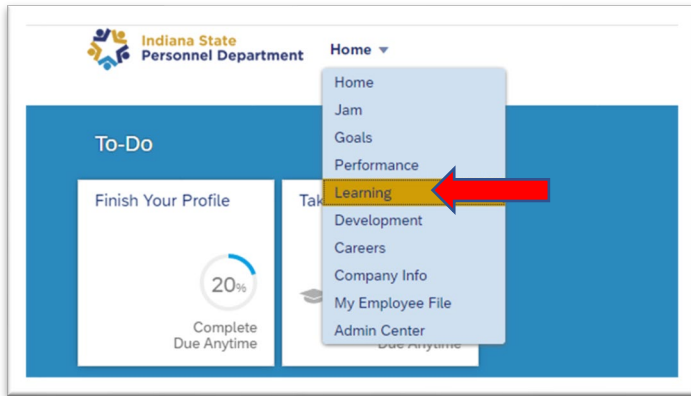 Indiana State
Personnel Department
Home
Home
Jam
Goals
Performance
Learning
Development
Careers
Company Info
My Employee File
Admin Center
To-Do
Finish Your Profile
20%
Complete
Due Anytime
Due Anytime